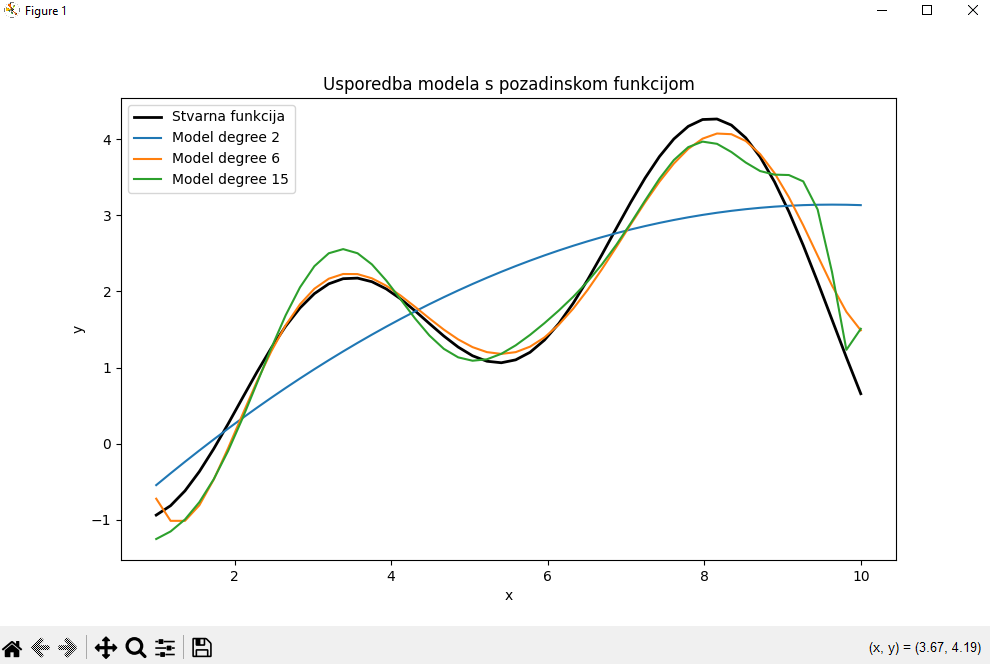 Figure 1
Usporedba modela s pozadinskom funkcijom
Stvarna funkcija
Model degree 2
Model degree 6
Model degree 15
4
3
2
1
0
−1
y
2
4
6
8
10
x
(x, y) = (3.67, 4.19)